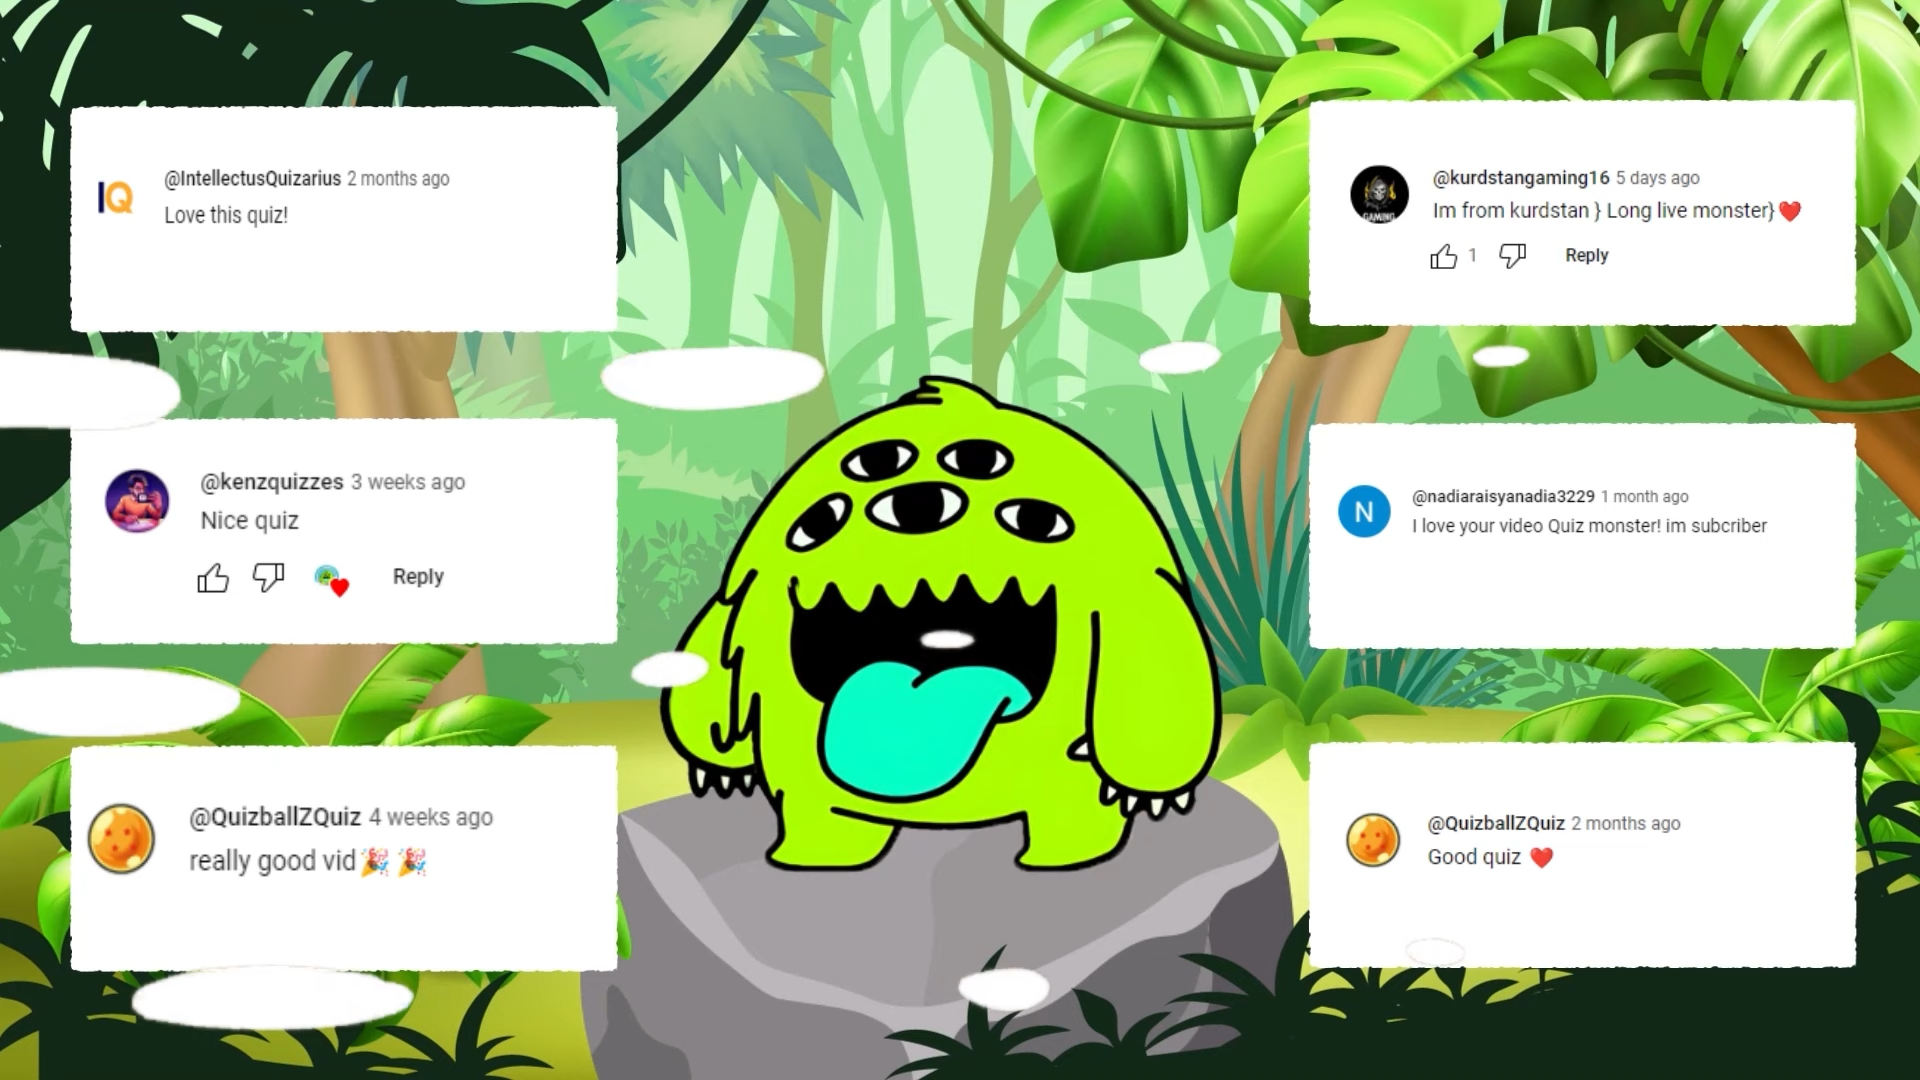 IQ
@IntellectusQuizarius 2 months ago
Love this quiz!
@kenzquizzes 3 weeks ago
Nice quiz
Reply
@QuizballZQuiz 4 weeks ago
really good vid🎉 🎉
GAMING
@kurdstangaming16 5 days ago
Im from kurdstan } Long live monster}❤️
1
Reply
N
@nadiaraisyanadia3229 1 month ago
I love your video Quiz monster! im subcriber
@QuizballZQuiz 2 months ago
Good quiz ❤️